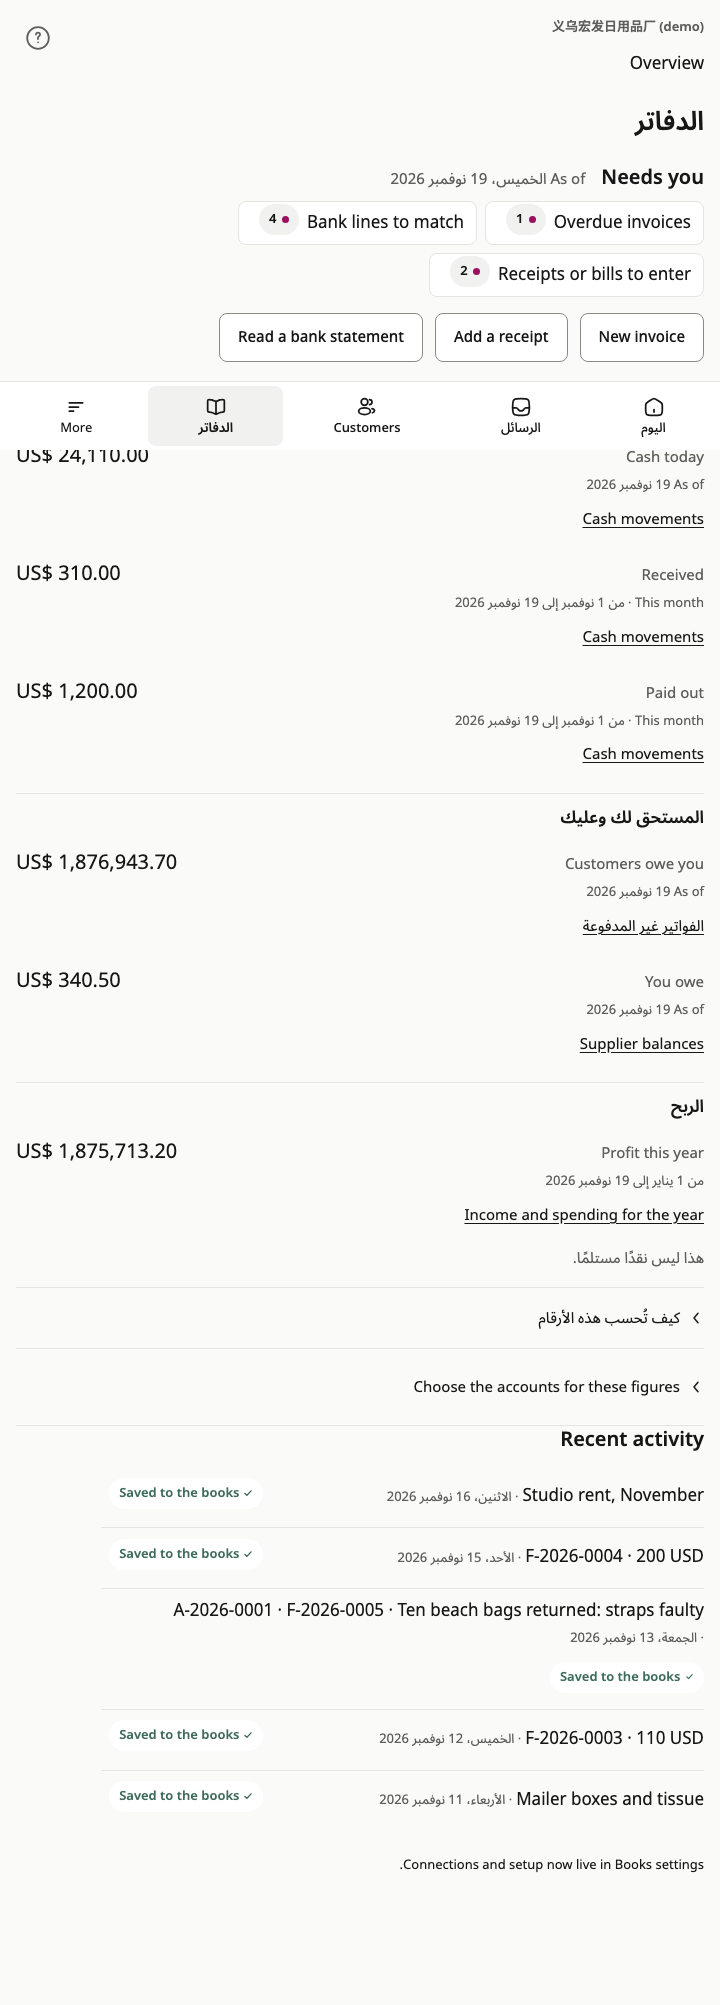 义乌宏发日用品厂 (demo)
Overview
الدفاتر
Needs you As of الخميس، 19 نوفمبر 2026
Overdue invoices 1 Bank lines to match 4
Receipts or bills to enter 2
New invoice Add a receipt Read a bank statement
اليوم الرسائل Customers الدفاتر More
Cash today US$ 24,110.00
As of 19 نوفمبر 2026
Cash movements
Received US$ 310.00
This month · من 1 نوفمبر إلى 19 نوفمبر 2026
Cash movements
Paid out US$ 1,200.00
This month · من 1 نوفمبر إلى 19 نوفمبر 2026
Cash movements
المستحق لك وعليك
Customers owe you US$ 1,876,943.70
As of 19 نوفمبر 2026
الفواتير غير المدفوعة
You owe US$ 340.50
As of 19 نوفمبر 2026
Supplier balances
الربح
Profit this year US$ 1,875,713.20
من 1 يناير إلى 19 نوفمبر 2026
Income and spending for the year
هذا ليس نقدًا مستلمًا.
كيف تُحسب هذه الأرقام
Choose the accounts for these figures
Recent activity
Studio rent, November · الاثنين، 16 نوفمبر 2026 Saved to the books
F-2026-0004 · 200 USD · الأحد، 15 نوفمبر 2026 Saved to the books
A-2026-0001 · F-2026-0005 · Ten beach bags returned: straps faulty
· الجمعة، 13 نوفمبر 2026
Saved to the books
F-2026-0003 · 110 USD · الخميس، 12 نوفمبر 2026 Saved to the books
Mailer boxes and tissue · الأربعاء، 11 نوفمبر 2026 Saved to the books
Connections and setup now live in Books settings.